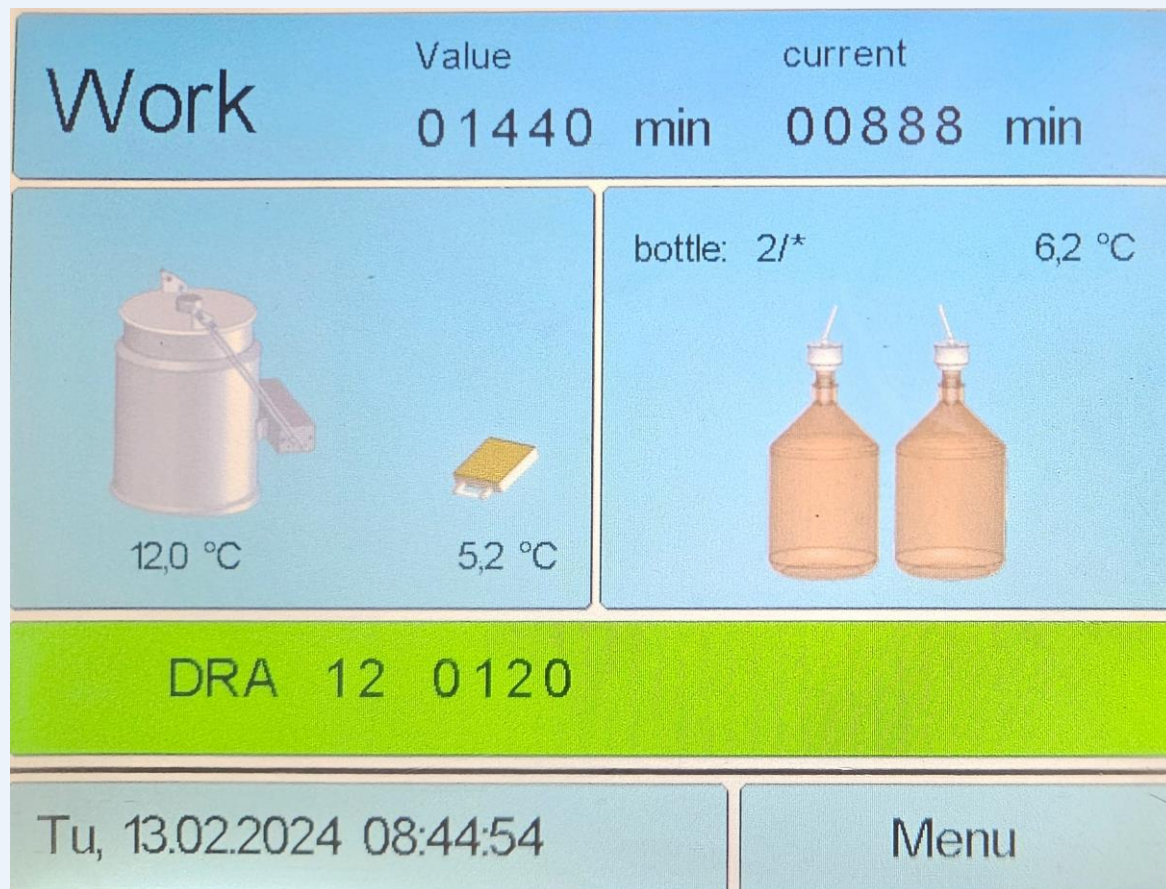 Work
Value current
01440 min 00888 min
bottle: 2/* 6,2 °C
12,0 °C 5,2 °C
DRA 12 0120
Tu, 13.02.2024 08:44:54 Menu